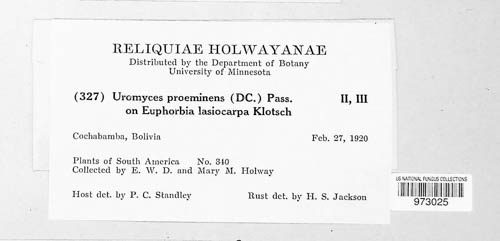 RELIQUIAE HOLWAYANAE
Distributed by the Department of Botany
University of Minnesota
(327) Uromyces proeminens (DC.) Pass. II, III
on Euphorbia lasiocarpa Klotsch
Cochabamba, Bolivia Feb. 27, 1920
Plants of South America No. 340
Collected by E. W. D. and Mary M. Holway
Host det. by P. C. Standley Rust det. by H. S. Jackson
US NATIONAL FUNGUS COLLECTIONS
973025